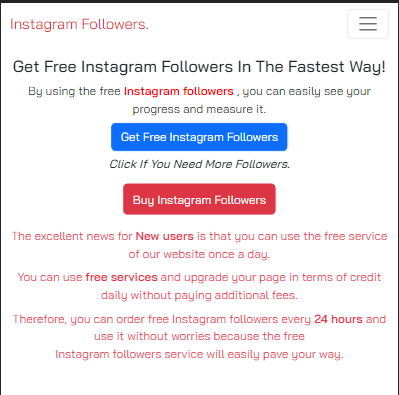 Instagram Followers.
Get Free Instagram Followers In The Fastest Way!
By using the free Instagram followers , you can easily see your
progress and measure it.
Get Free Instagram Followers
Click If You Need More Followers.
Buy Instagram Followers
The excellent news for New users is that you can use the free service
of our website once a day.
You can use free services and upgrade your page in terms of credit
daily without paying additional fees.
Therefore, you can order free Instagram followers every 24 hours and
use it without worries because the free
Instagram followers service will easily pave your way.